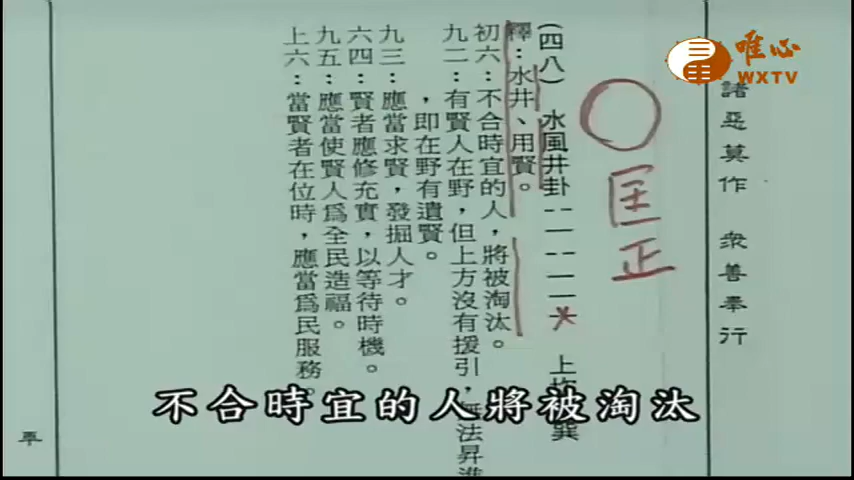 唯心
WXTV
諸惡莫作 眾善奉行
匡正
(四八) 水風井卦 上坎 巽
釋:水井、用賢。
初六:不合時宜的人,將被淘汰。
九二:有賢人在野,但上方沒有援引,無法昇進
,即在野有遺賢。
九三:應當求賢,發掘人才。
六四:賢者應修充實,以等待時機。
九五:應當使賢人為全民造福。
上六:當賢者在位時,應當為民服務。
不合時宜的人將被淘汰